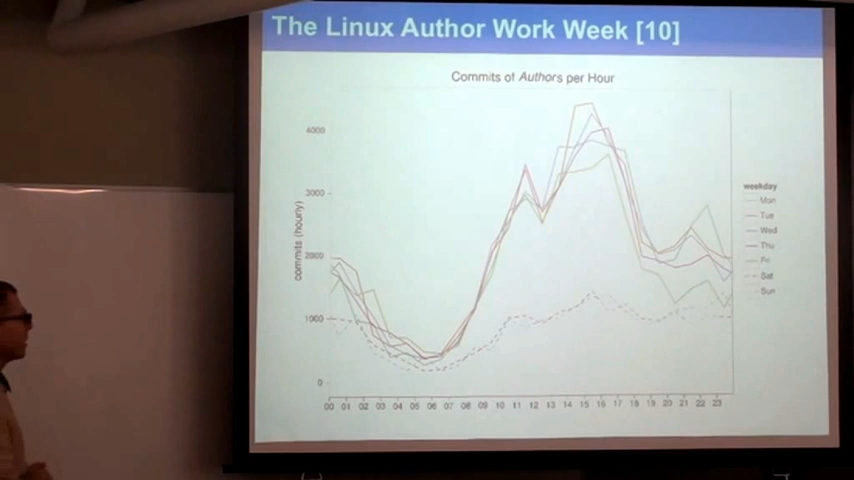 The Linux Author Work Week [10]
Commits of Authors per Hour
4000
3000
2000
1000
0
commits (hourly)
00 01 02 03 04 05 06 07 08 09 10 11 12 13 14 15 16 17 18 19 20 21 22 23
weekday
Mon
Tue
Wed
Thu
Fri
Sat
Sun